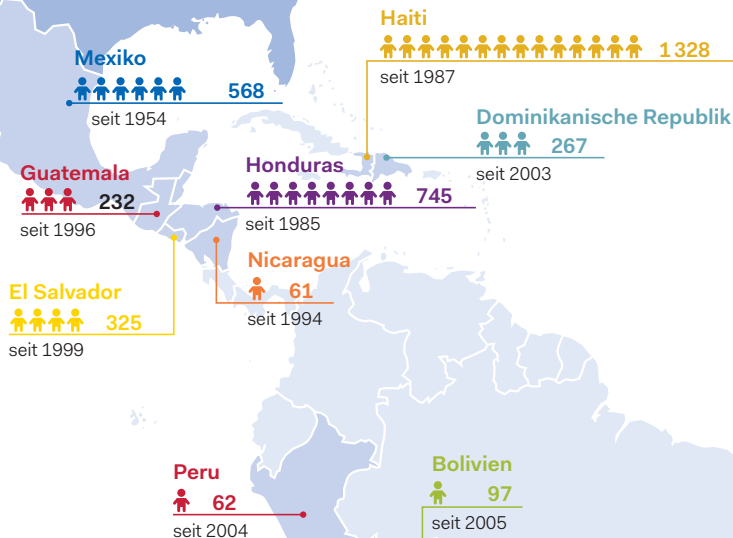 Haiti
1 328
seit 1987
Mexiko
568
seit 1954
Dominikanische Republik
267
seit 2003
Honduras
745
seit 1985
Guatemala
232
seit 1996
Nicaragua
61
seit 1994
El Salvador
325
seit 1999
Peru
62
seit 2004
Bolivien
97
seit 2005